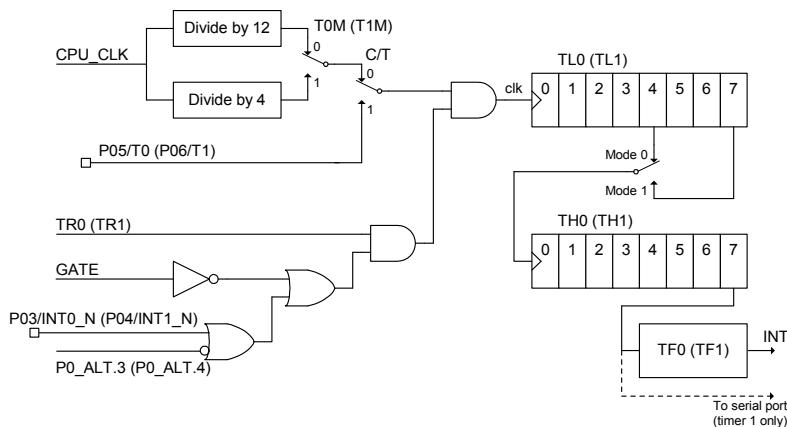 Divide by 12
T0M (T1M)
CPU_CLK
0
C/T
Divide by 4
1
0
1
P05/T0 (P06/T1)
clk
TL0 (TL1)
0 1 2 3 4 5 6 7
Mode 0
Mode 1
TR0 (TR1)
TH0 (TH1)
0 1 2 3 4 5 6 7
GATE
P03/INT0_N (P04/INT1_N)
P0_ALT.3 (P0_ALT.4)
TF0 (TF1)
INT
To serial port
(timer 1 only)